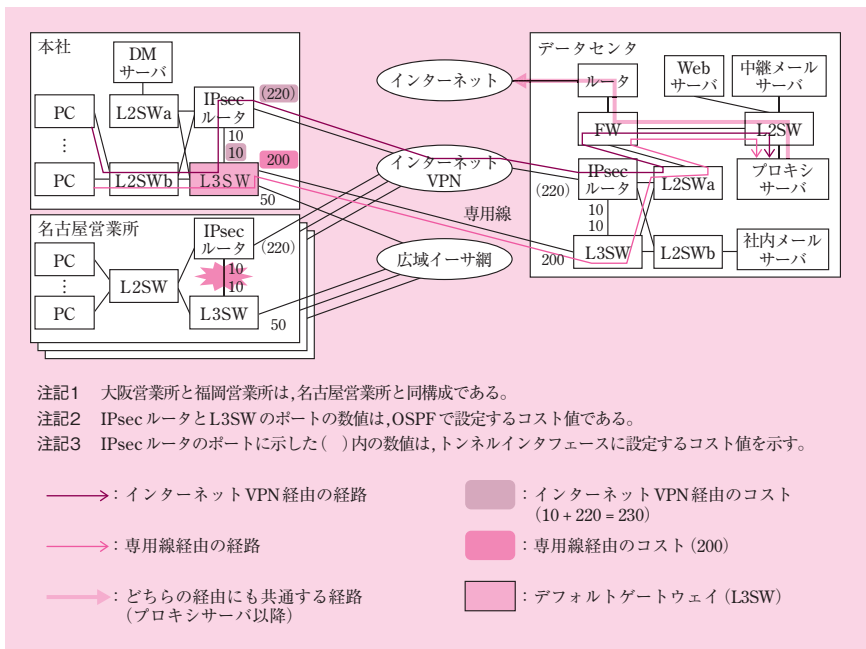 本社
DM
サーバ
PC
⋮
PC
L2SWa
L2SWb
IPsec
ルータ
(220)
10
10
L3SW
200
50
名古屋営業所
PC
⋮
PC
L2SW
IPsec
ルータ
(220)
10
10
L3SW
50
インターネット
インターネット
VPN
専用線
広域イーサ網
データセンタ
ルータ
Web
サーバ
中継メール
サーバ
FW
L2SW
IPsec
ルータ
(220)
L2SWa
プロキシ
サーバ
10
10
L3SW
200
L2SWb
社内メール
サーバ
注記1 大阪営業所と福岡営業所は,名古屋営業所と同構成である。
注記2 IPsecルータとL3SWのポートの数値は,OSPFで設定するコスト値である。
注記3 IPsecルータのポートに示した( )内の数値は,トンネルインタフェースに設定するコスト値を示す。
:インターネットVPN経由の経路
:インターネットVPN経由のコスト
(10+220=230)
:専用線経由の経路
:専用線経由のコスト(200)
:どちらの経由にも共通する経路
(プロキシサーバ以降)
:デフォルトゲートウェイ(L3SW)